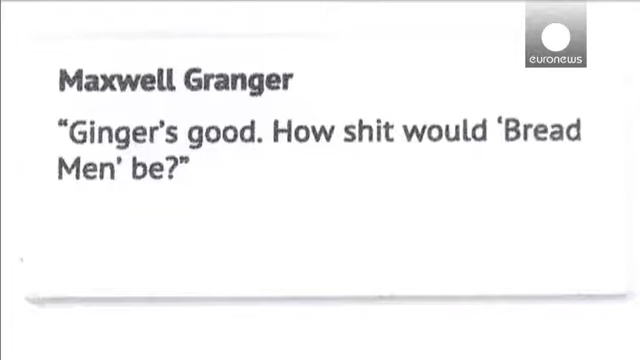 euronews
Maxwell Granger
“Ginger’s good. How shit would ‘Bread
Men’ be?”